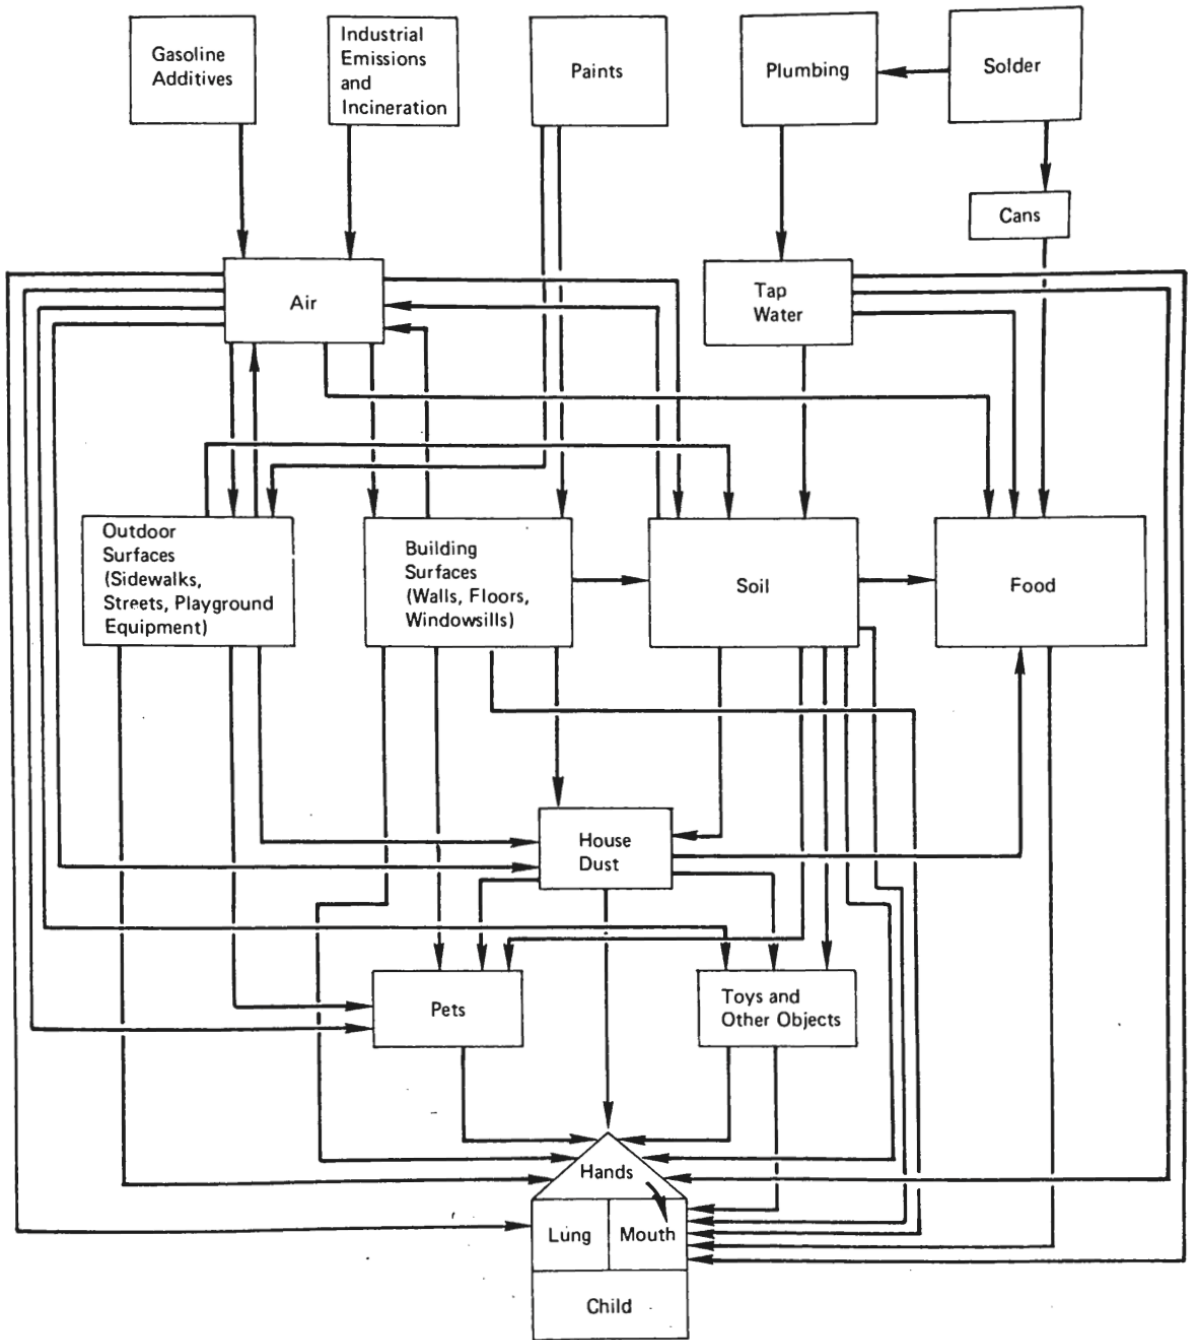 Gasoline
Additives
Industrial
Emissions
and
Incineration
Paints
Plumbing
Solder
Cans
Air
Tap
Water
Outdoor
Surfaces
(Sidewalks,
Streets, Playground
Equipment)
Building
Surfaces
(Walls, Floors,
Windowsills)
Soil
Food
House
Dust
Pets
Toys and
Other Objects
Hands
Lung
Mouth
Child